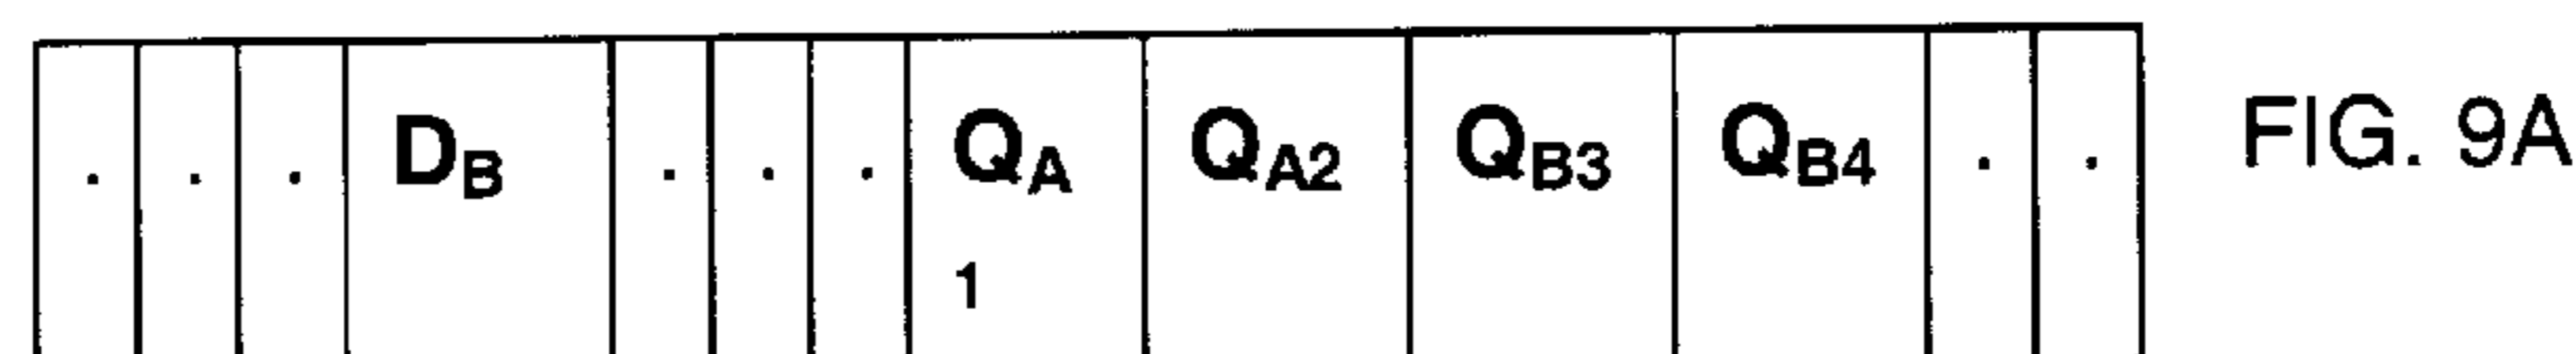 . . . D_B . . . Q_A Q_A2 Q_B3 Q_B4 . . FIG. 9A
1